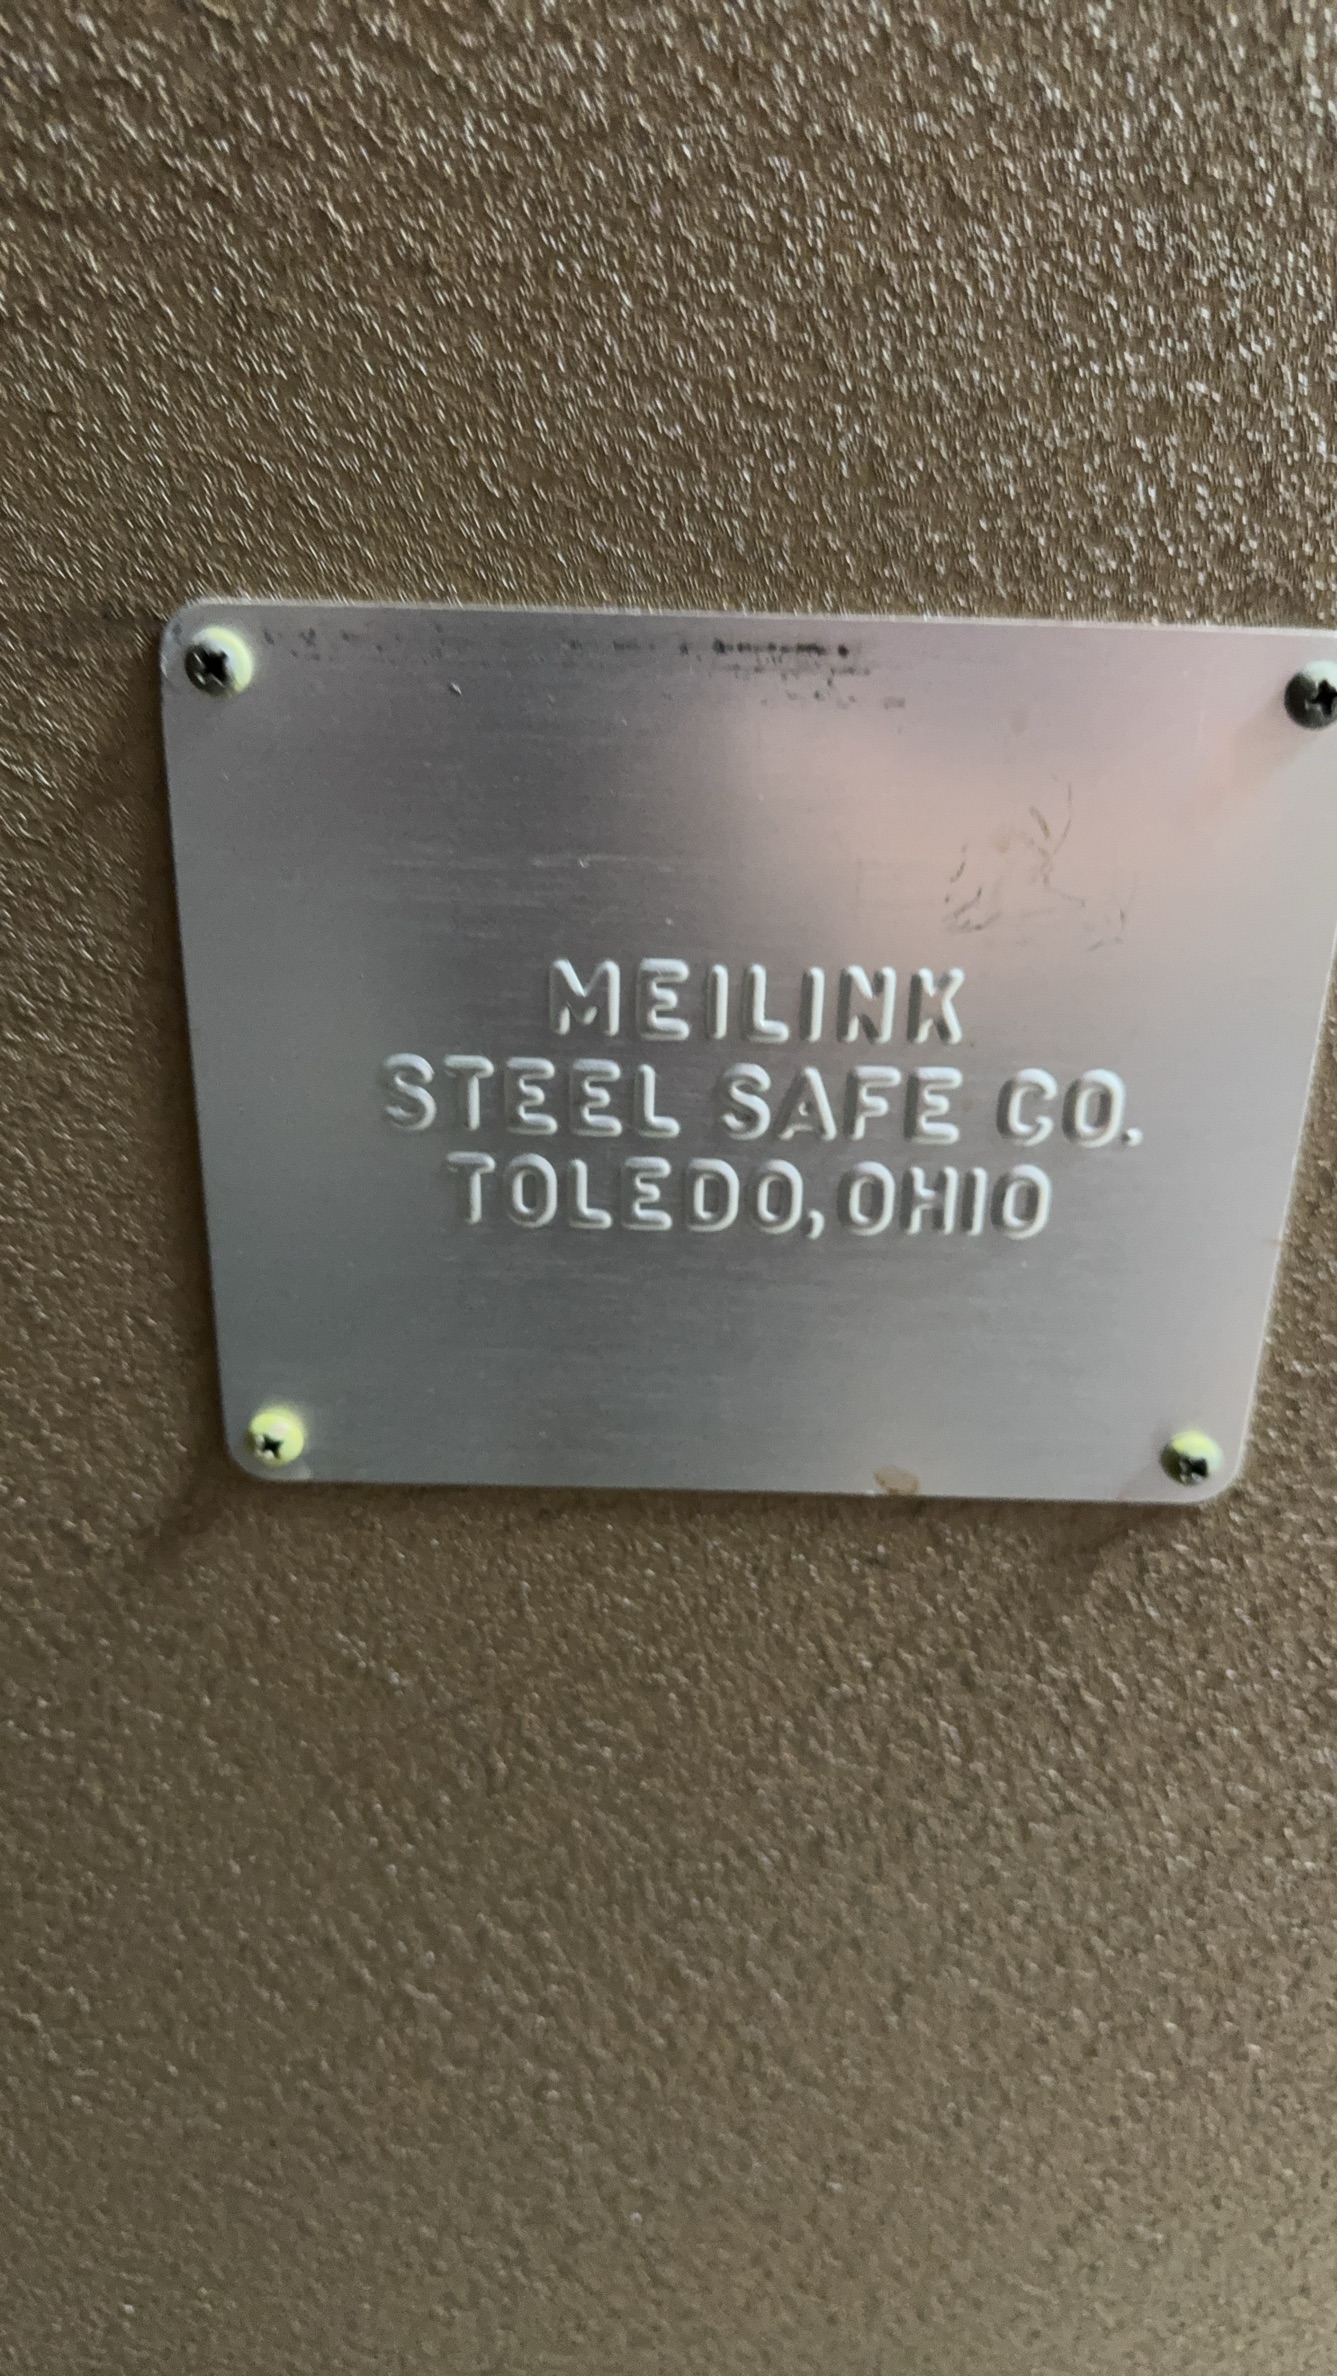 MEILINK
STEEL SAFE CO.
TOLEDO, OHIO